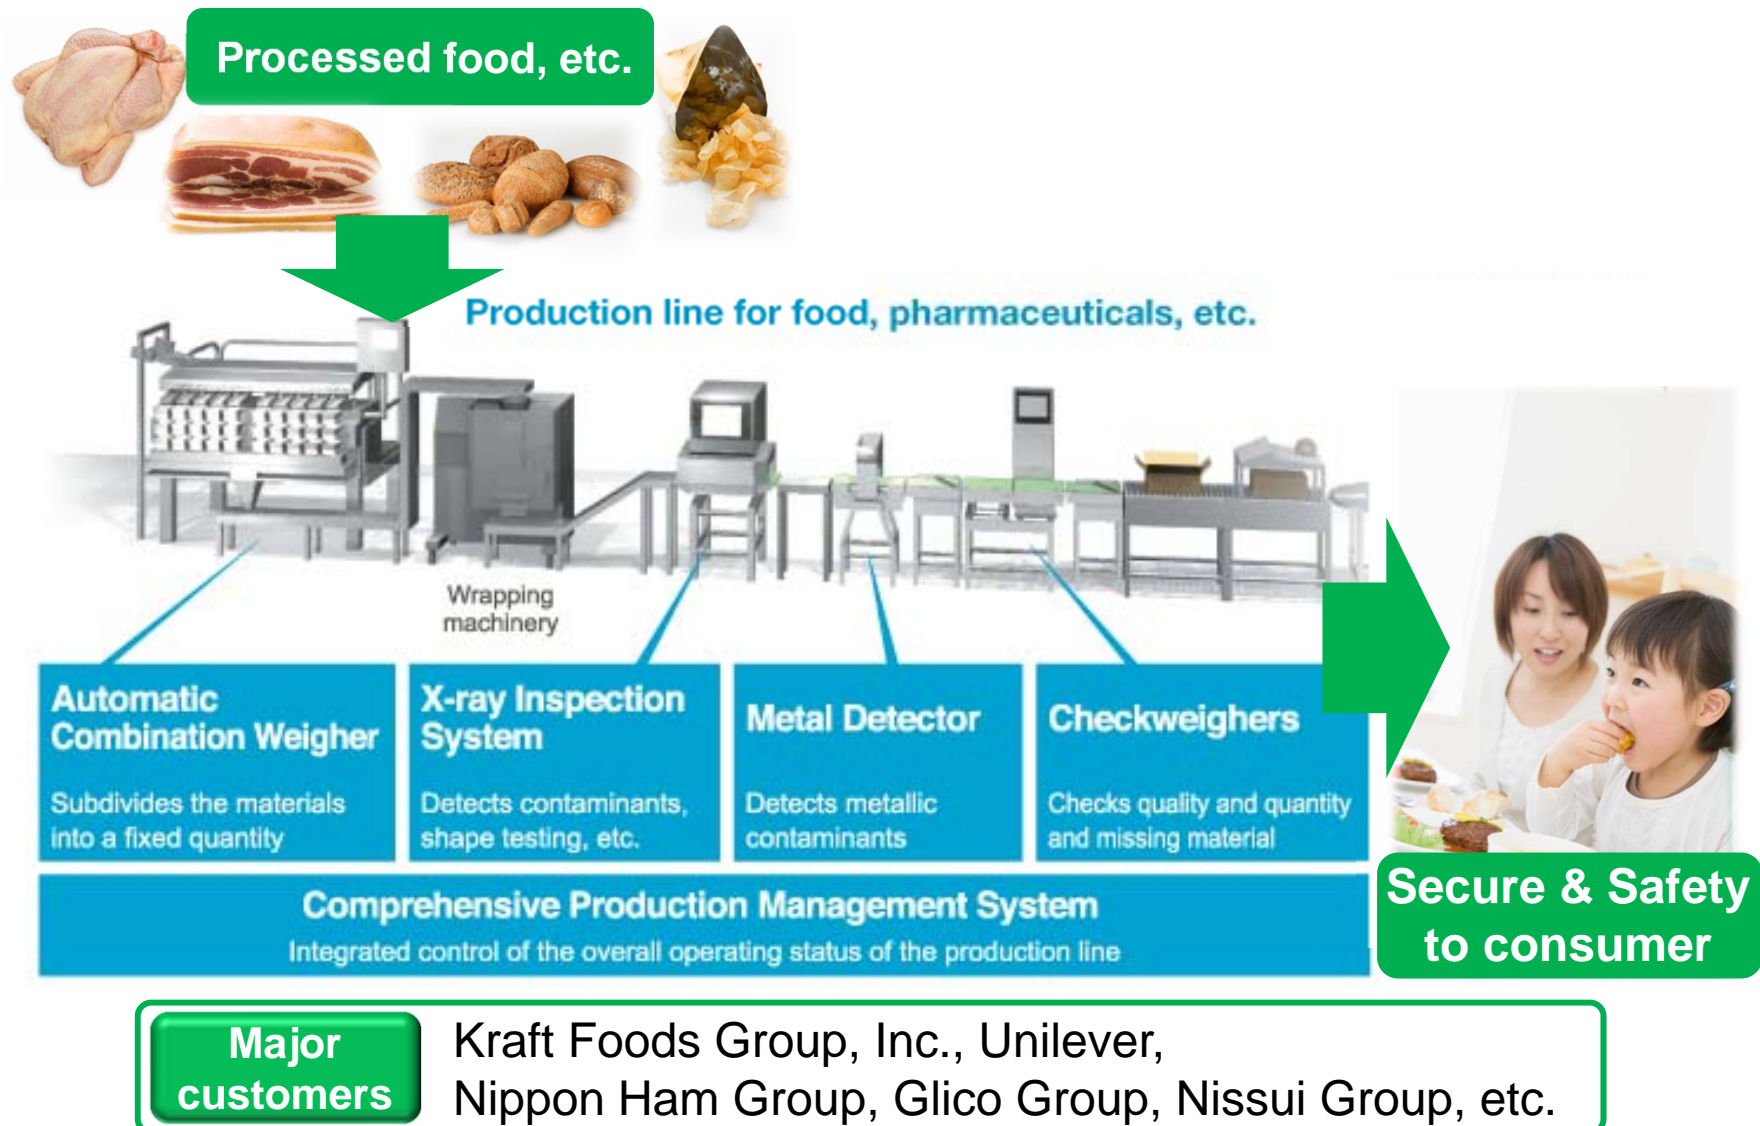 Processed food, etc.
Production line for food, pharmaceuticals, etc.
Wrapping
machinery
Automatic
Combination Weigher
Subdivides the materials
into a fixed quantity
X-ray Inspection
System
Detects contaminants,
shape testing, etc.
Metal Detector
Detects metallic
contaminants
Checkweighers
Checks quality and quantity
and missing material
Comprehensive Production Management System
Integrated control of the overall operating status of the production line
Secure & Safety
to consumer
Major
customers
Kraft Foods Group, Inc., Unilever,
Nippon Ham Group, Glico Group, Nissui Group, etc.